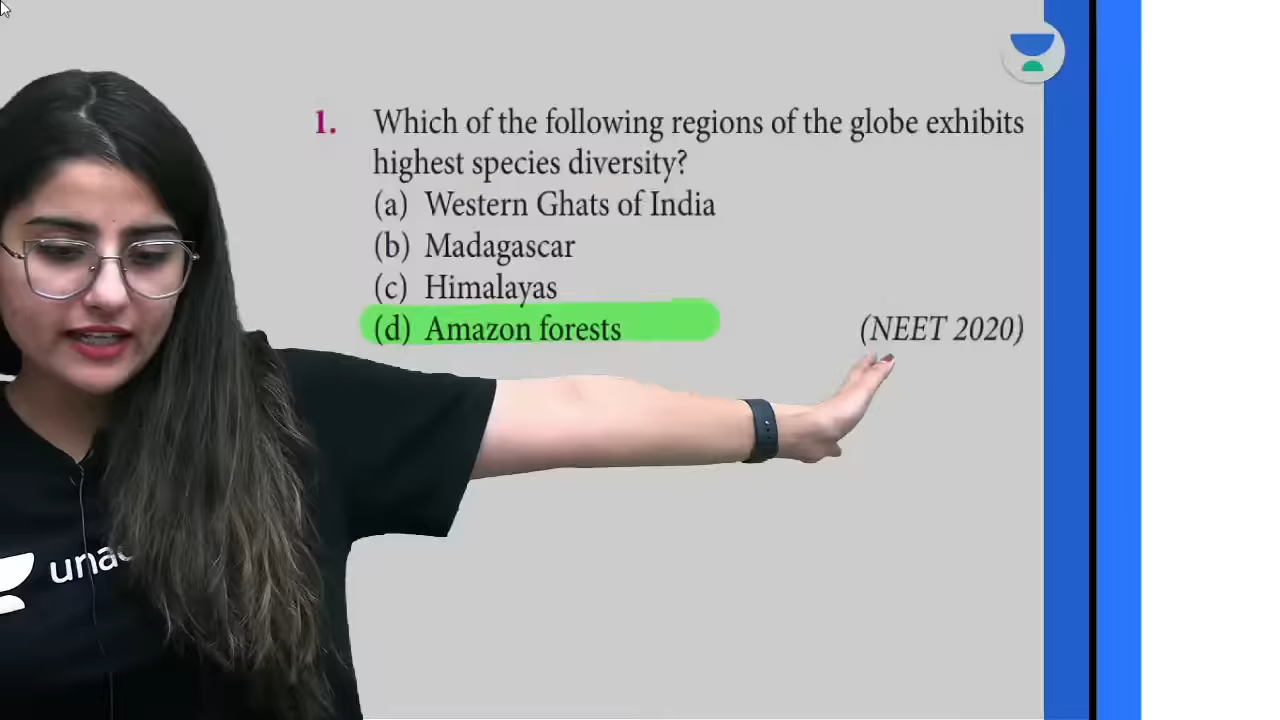 1. Which of the following regions of the globe exhibits
highest species diversity?
(a) Western Ghats of India
(b) Madagascar
(c) Himalayas
(d) Amazon forests (NEET 2020)